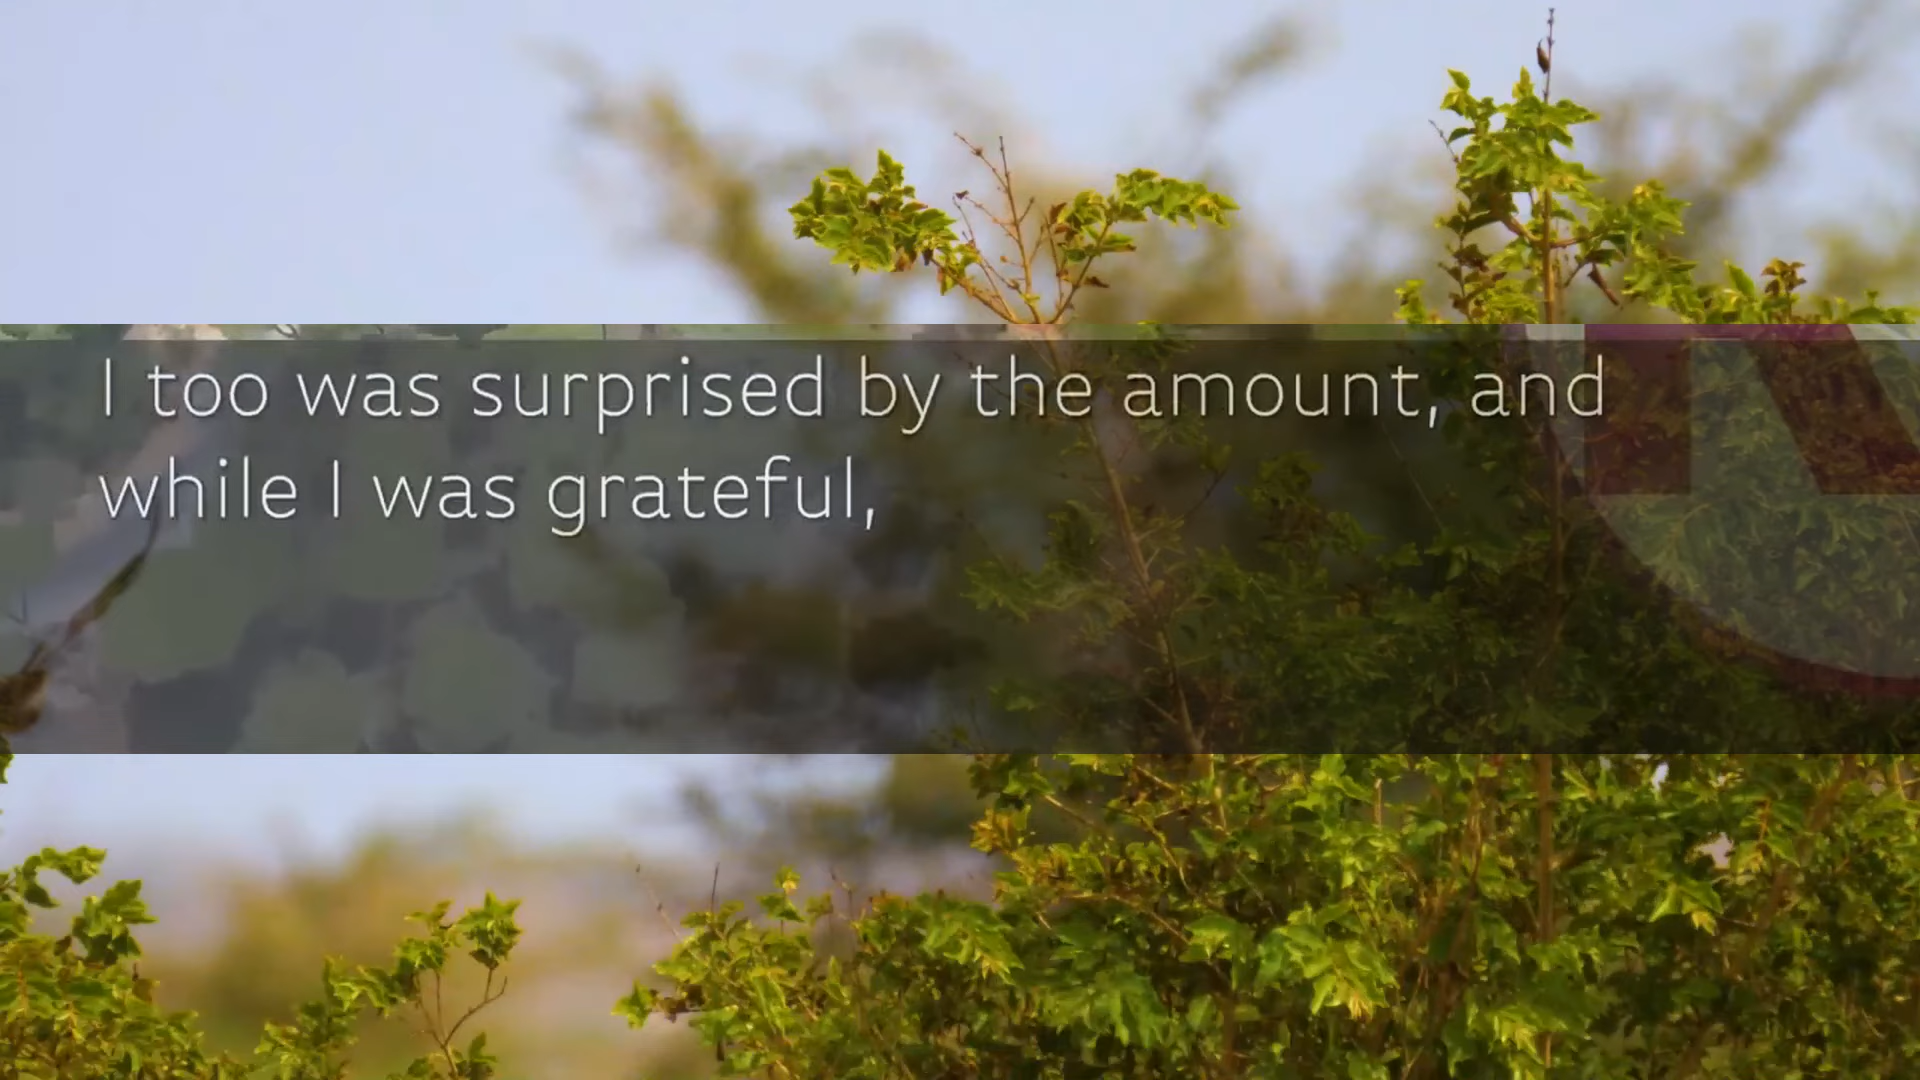 I too was surprised by the amount, and
while I was grateful,